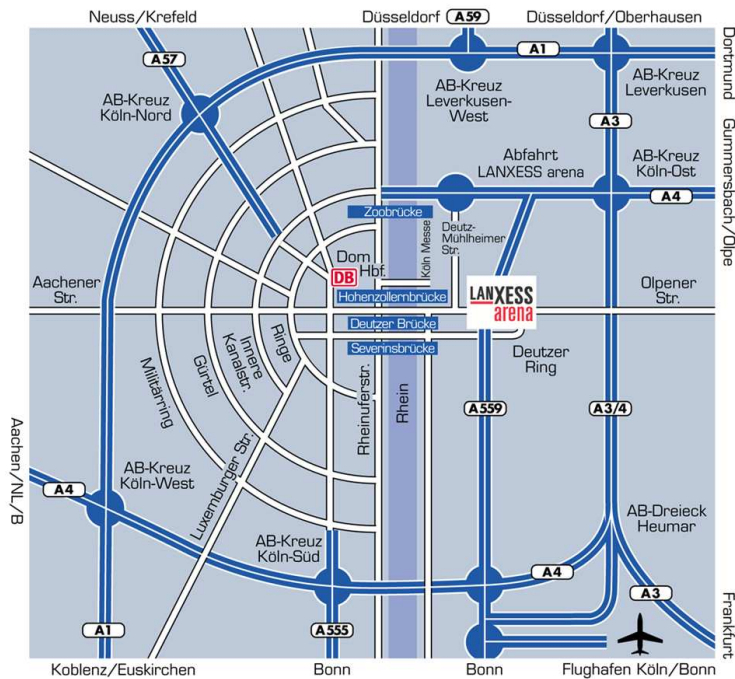 Neuss/Krefeld
Düsseldorf
A59
Düsseldorf/Oberhausen
A57
A1
Dortmund
AB-Kreuz
Köln-Nord
AB-Kreuz
Leverkusen-
West
AB-Kreuz
Leverkusen
A3
Gummersbach/Olpe
Abfahrt
LANXESS arena
AB-Kreuz
Köln-Ost
A4
Zoobrücke
Köln Messe
Deutz-
Mühlheimer
Str.
Dom
Hbf.
DB
Aachener
Str.
Hohenzollernbrücke
LANXESS
arena
Olpener
Str.
Deutzer Brücke
Severinsbrücke
Deutzer
Ring
Militärring
Gürtel
Innere
Kanalstr.
Ringe
Rheinuferstr.
Rhein
A559
A3/4
Luxemburger Str.
Aachen/NL/B
A4
AB-Kreuz
Köln-West
AB-Kreuz
Köln-Süd
AB-Dreieck
Heumar
A4
A3
Frankfurt
A1
A555
Koblenz/Euskirchen
Bonn
Bonn
Flughafen Köln/Bonn